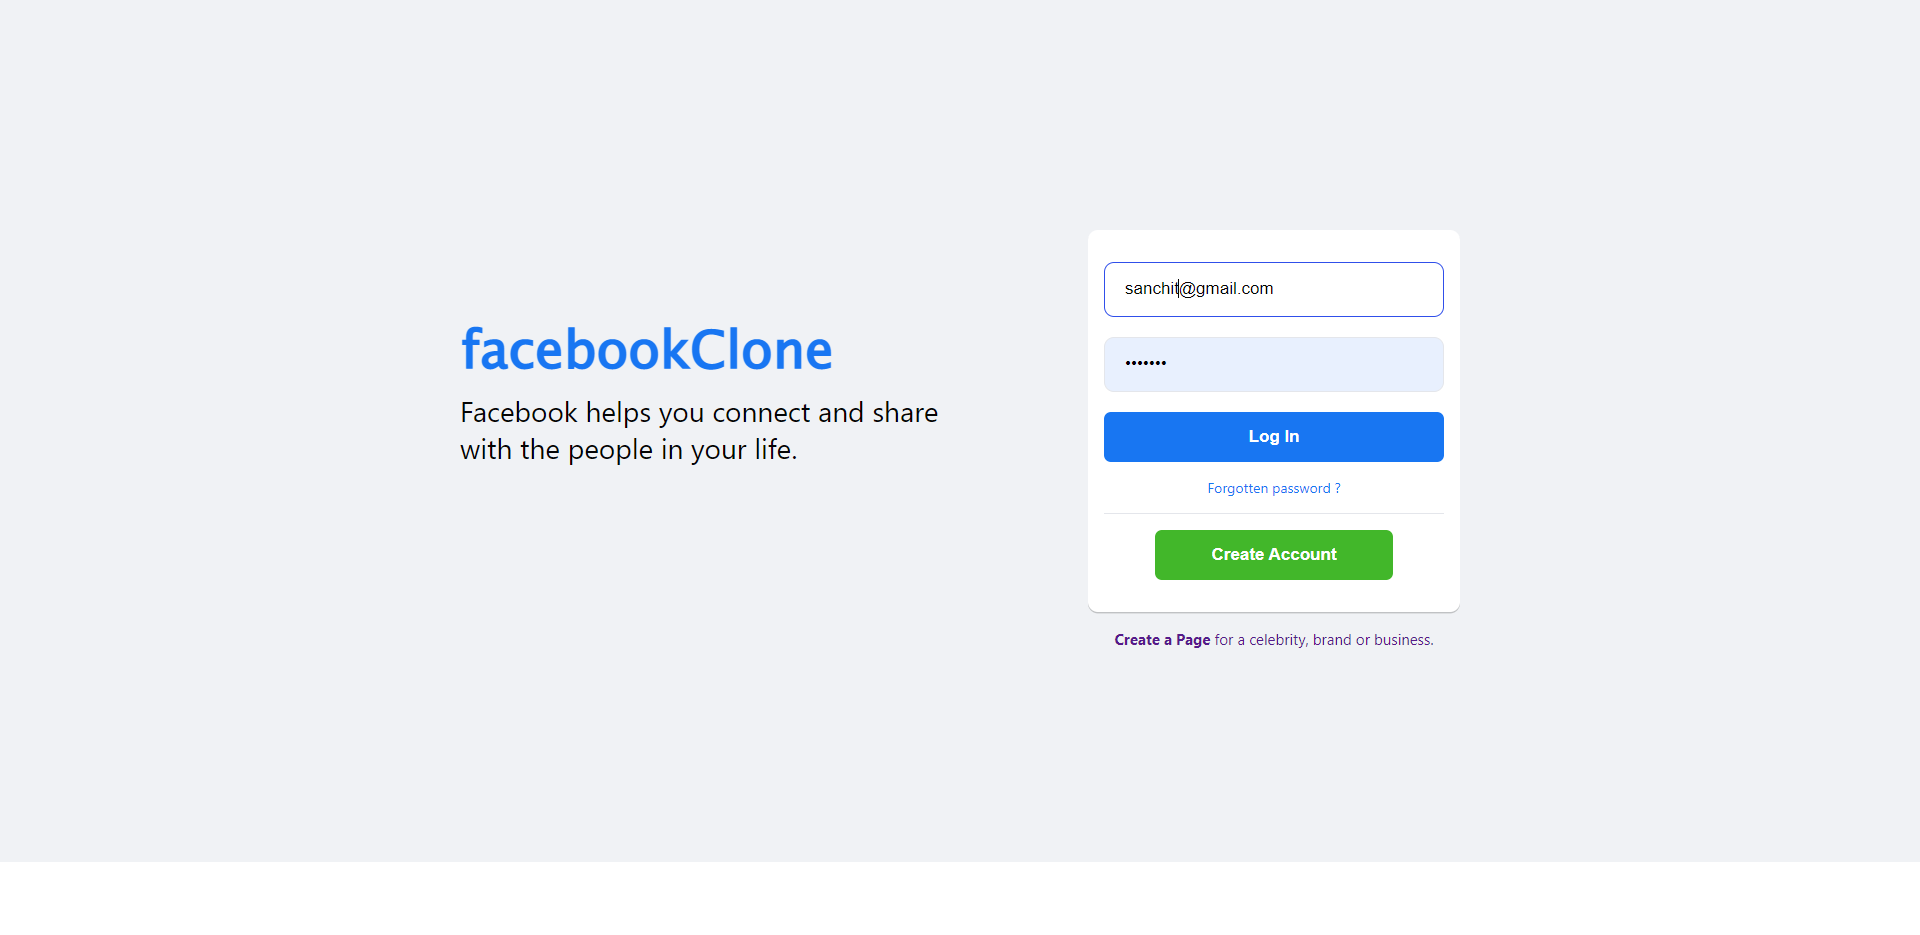 facebookClone
Facebook helps you connect and share
with the people in your life.
sanchit@gmail.com
•••••••
Log In
Forgotten password ?
Create Account
Create a Page for a celebrity, brand or business.